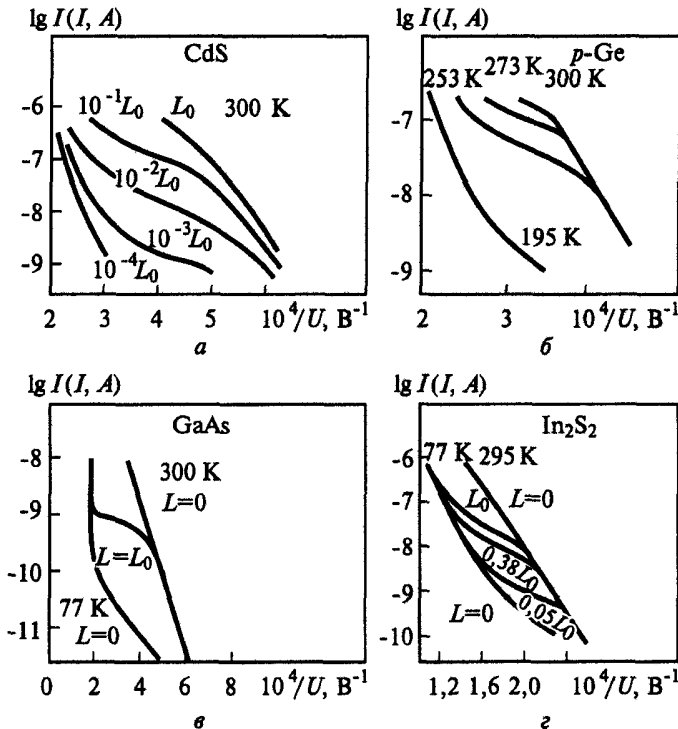 lg I (I, A)
CdS
10⁻¹L₀
L₀
300 K
-6
-7
10⁻²L₀
-8
10⁻³L₀
-9
10⁻⁴L₀
2 3 4 5 10⁴/U, В⁻¹
а
lg I (I, A)
p-Ge
253 K 273 K 300 K
-7
-8
195 K
-9
2 3 10⁴/U, В⁻¹
б
lg I (I, A)
GaAs
-8
300 K
L=0
-9
L=L₀
-10
77 K
L=0
-11
0 2 4 6 8 10⁴/U, В⁻¹
в
lg I (I, A)
In₂S₂
77 K 295 K
-6
L₀ L=0
-7
-8
0,38L₀
-9
L=0 0,05L₀
-10
1,2 1,6 2,0 10⁴/U, В⁻¹
г